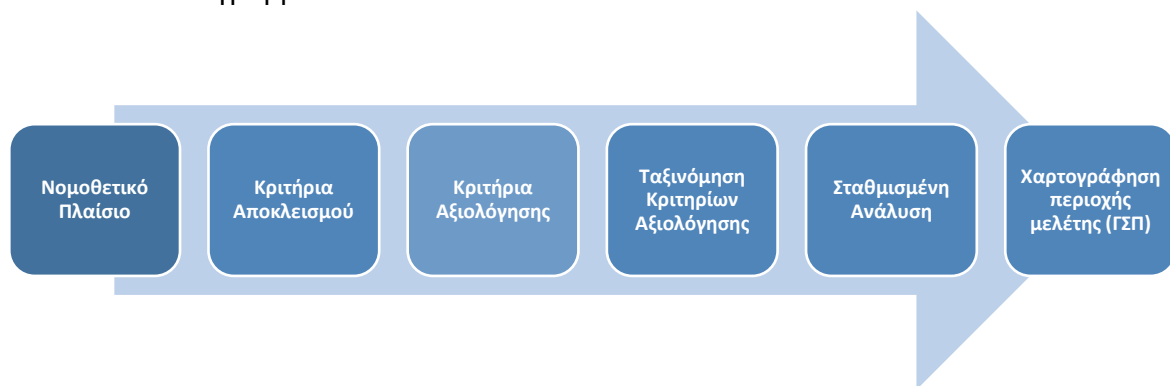 Νομοθετικό
Πλαίσιο
Κριτήρια
Αποκλεισμού
Κριτήρια
Αξιολόγησης
Ταξινόμηση
Κριτηρίων
Αξιολόγησης
Σταθμισμένη
Ανάλυση
Χαρτογράφηση
περιοχής
μελέτης (ΓΣΠ)